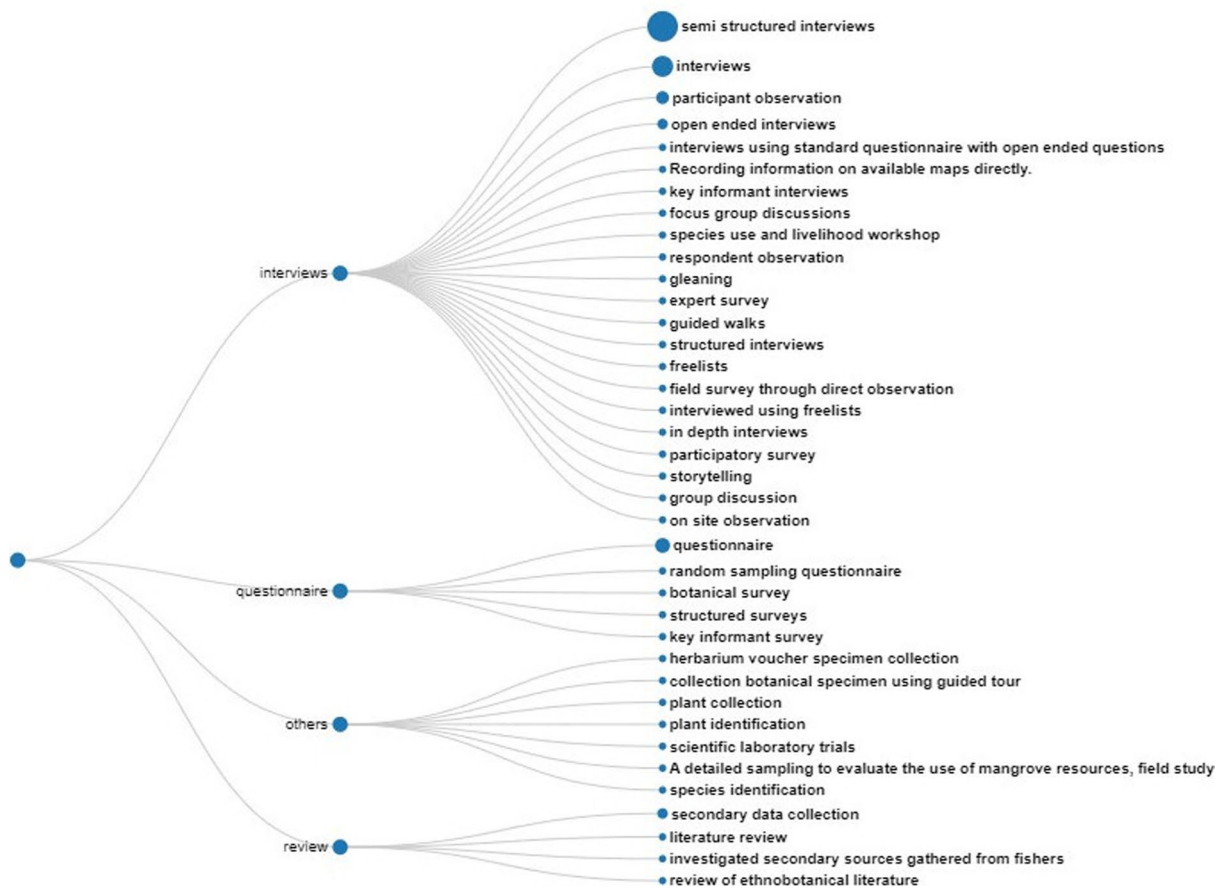 semi structured interviews
interviews
participant observation
open ended interviews
interviews using standard questionnaire with open ended questions
Recording information on available maps directly.
key informant interviews
focus group discussions
species use and livelihood workshop
respondent observation
interviews
gleaning
expert survey
guided walks
structured interviews
freelists
field survey through direct observation
interviewed using freelists
in depth interviews
participatory survey
storytelling
group discussion
on site observation
questionnaire
random sampling questionnaire
questionnaire
botanical survey
structured surveys
key informant survey
herbarium voucher specimen collection
collection botanical specimen using guided tour
plant collection
others
plant identification
scientific laboratory trials
A detailed sampling to evaluate the use of mangrove resources, field study
species identification
secondary data collection
literature review
review
investigated secondary sources gathered from fishers
review of ethnobotanical literature